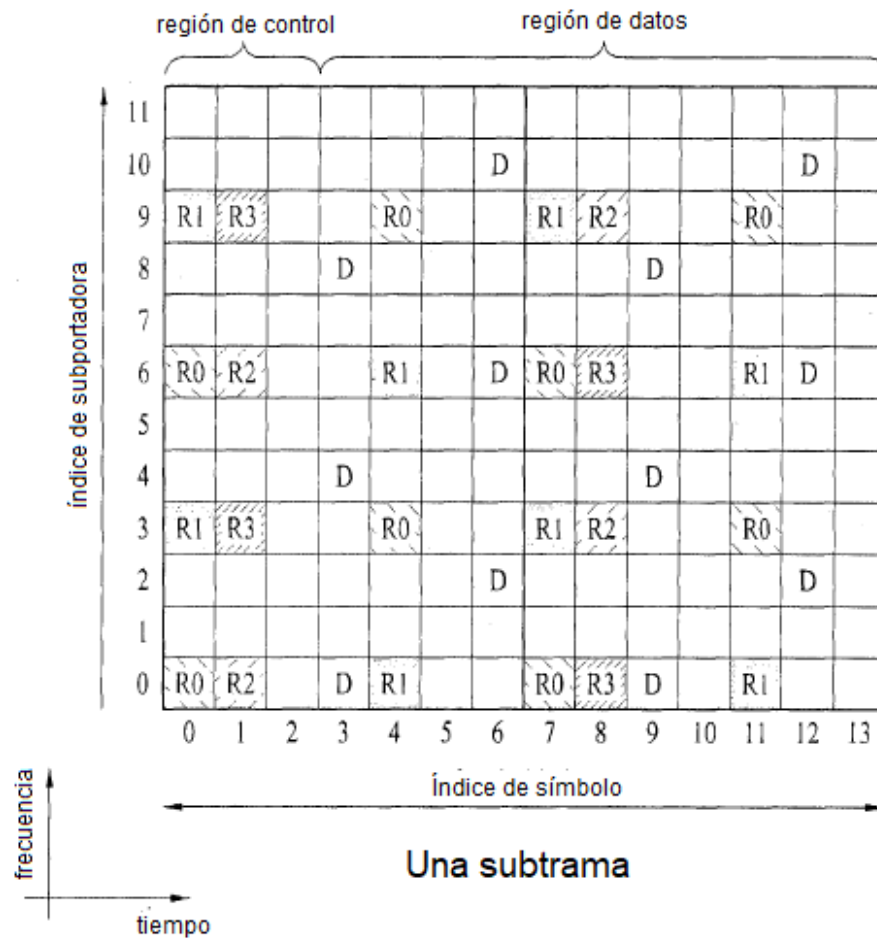 región de control región de datos
índice de subportadora
11
10 D D
9 R1 R3 R0 R1 R2 R0
8 D D
7
6 R0 R2 R1 D R0 R3 R1 D
5
4 D D
3 R1 R3 R0 R1 R2 R0
2 D D
1
0 R0 R2 D R1 R0 R3 D R1
0 1 2 3 4 5 6 7 8 9 10 11 12 13
Índice de símbolo
frecuencia
Una subtrama
tiempo